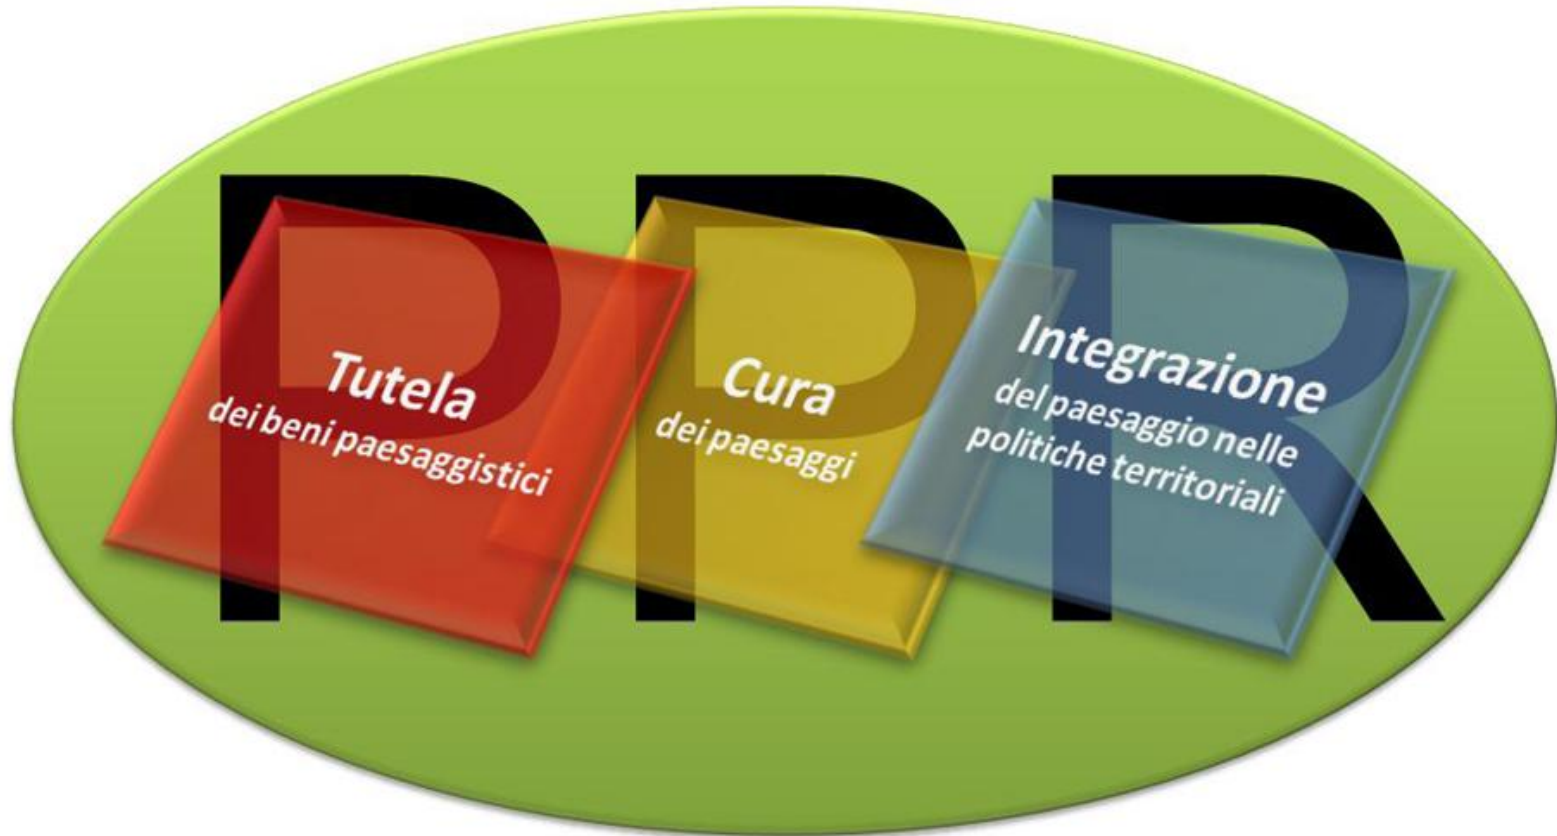 PPR
Tutela
dei beni paesaggistici
Cura
dei paesaggi
Integrazione
del paesaggio nelle
politiche territoriali